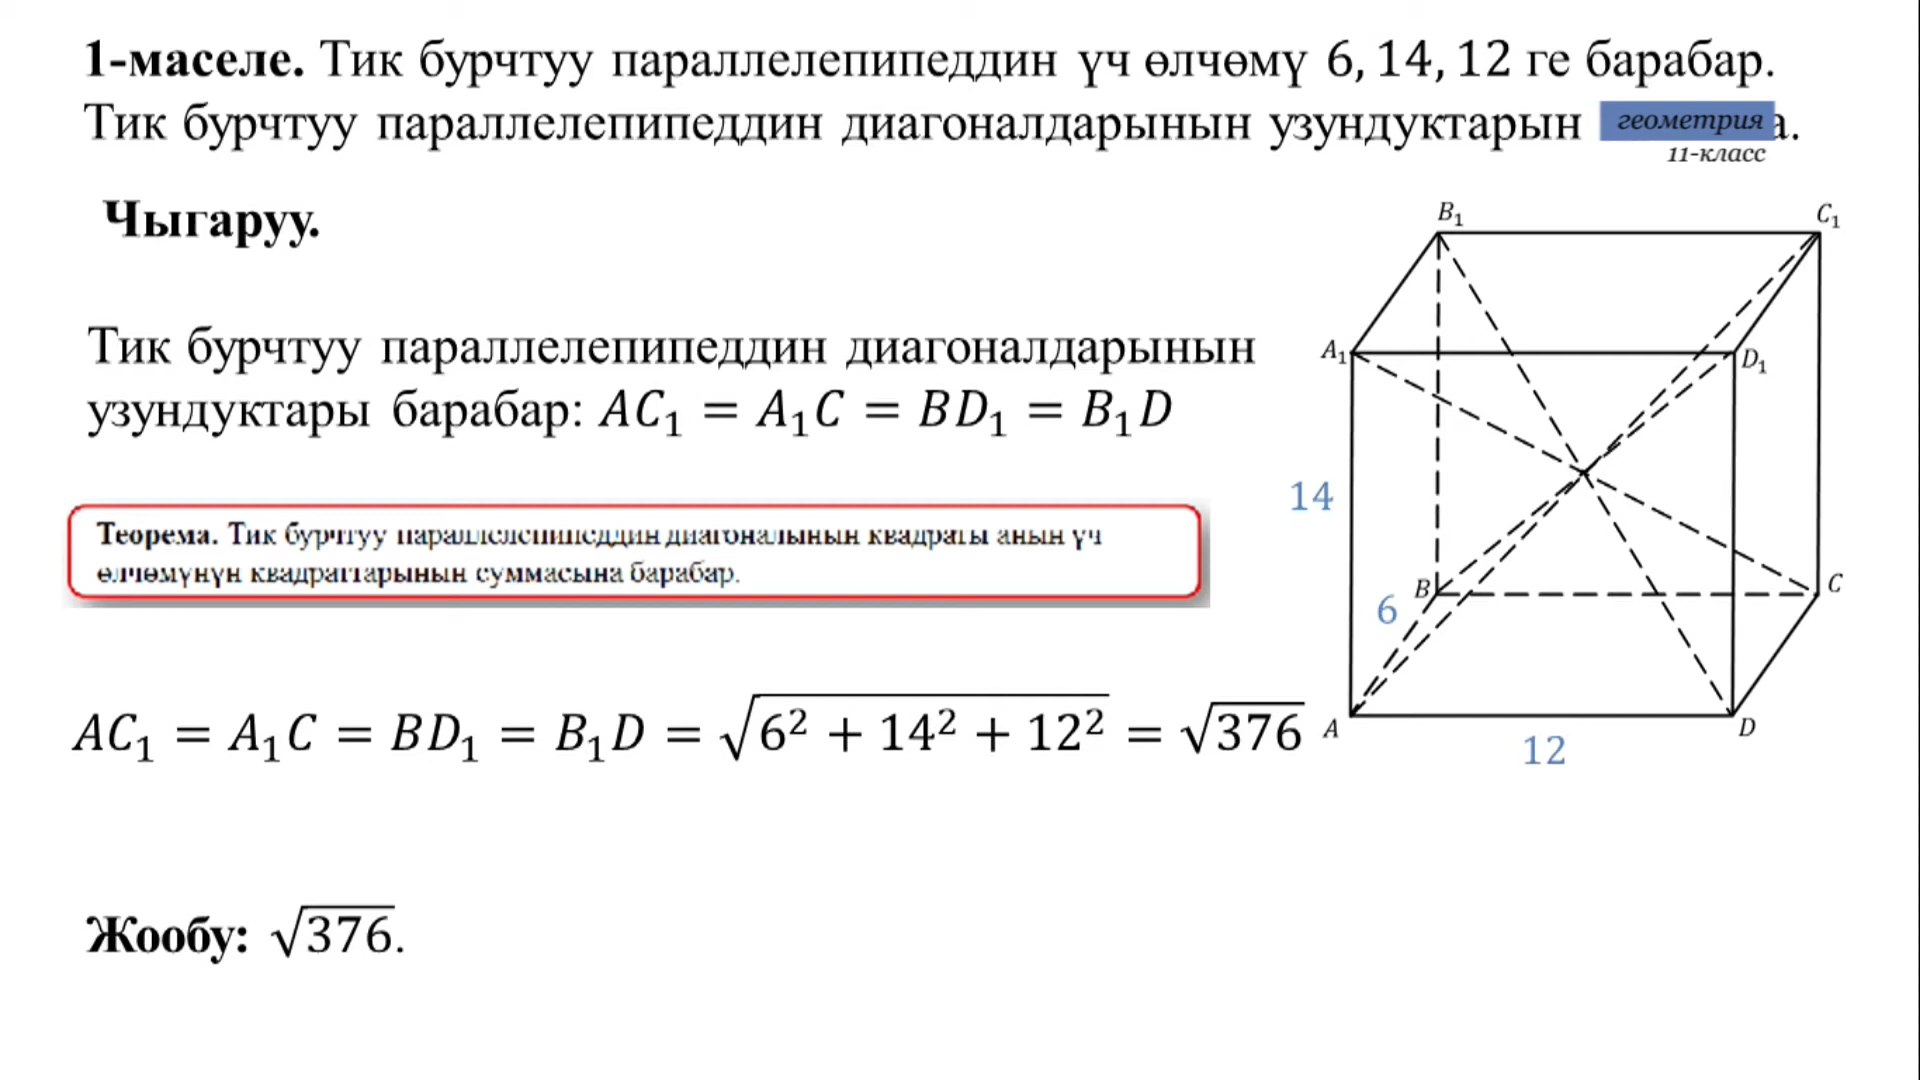 1-маселе. Тик бурчтуу параллелепипеддин үч өлчөмү 6, 14, 12 ге барабар.
Тик бурчтуу параллелепипеддин диагоналдарынын узундуктарын
геометрия
11-класс
Чыгаруу.
Тик бурчтуу параллелепипеддин диагоналдарынын
узундуктары барабар: AC₁ = A₁C = BD₁ = B₁D
Теорема. Тик бурчтуу параллелепипеддин диагоналынын квадраты анын үч
өлчөмүнүн квадраттарынын суммасына барабар.
AC₁ = A₁C = BD₁ = B₁D = √(6² + 14² + 12²) = √376
Жообу: √376.
B₁
C₁
A₁
D₁
14
B
C
6
A
D
12